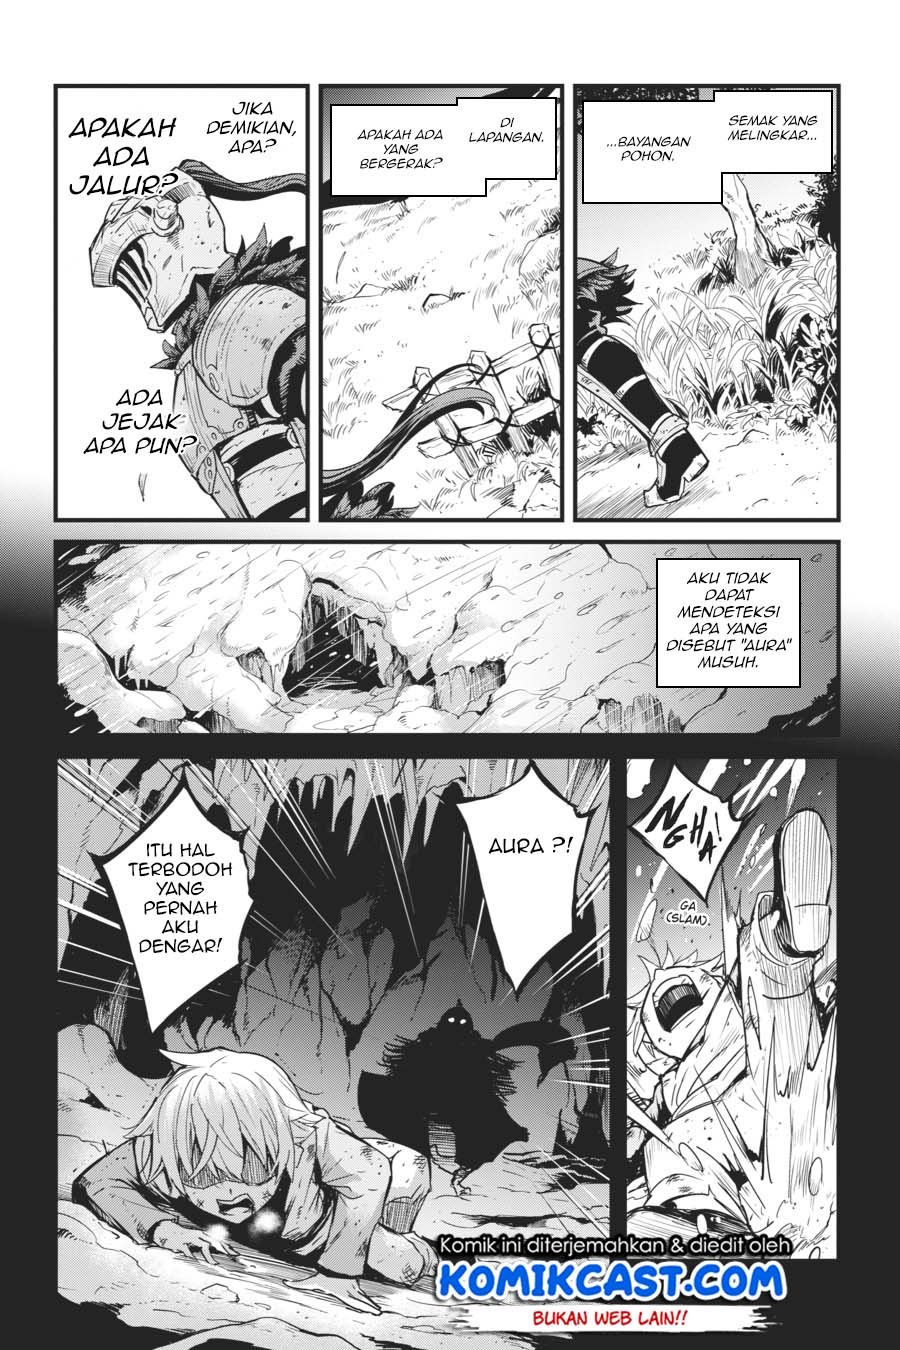 SEMAK YANG
MELINGKAR...
...BAYANGAN
POHON.
DI
LAPANGAN.
APAKAH ADA
YANG
BERGERAK?
JIKA
DEMIKIAN,
APA?
APAKAH
ADA
JALUR?
ADA
JEJAK
APA PUN?
AKU TIDAK
DAPAT
MENDETEKSI
APA YANG
DISEBUT "AURA"
MUSUH.
NGHA!
GA
(SLAM).
AURA ?!
ITU HAL
TERBODOH
YANG
PERNAH
AKU
DENGAR!
Komik ini diterjemahkan & diedit oleh
KOMIKCAST.COM
BUKAN WEB LAIN!!